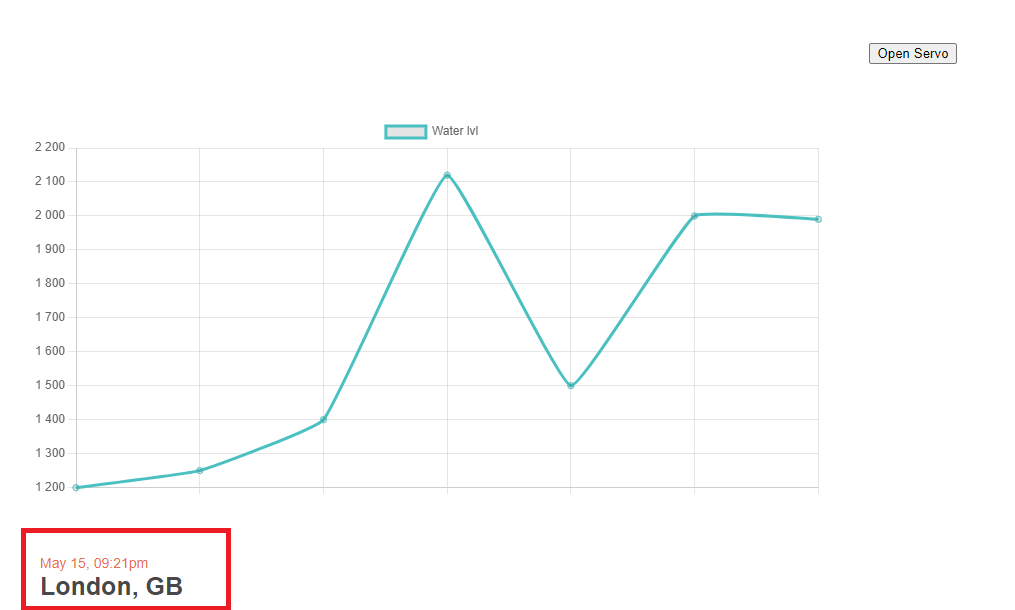 Open Servo
Water lvl
2 200
2 100
2 000
1 900
1 800
1 700
1 600
1 500
1 400
1 300
1 200
May 15, 09:21pm
London, GB